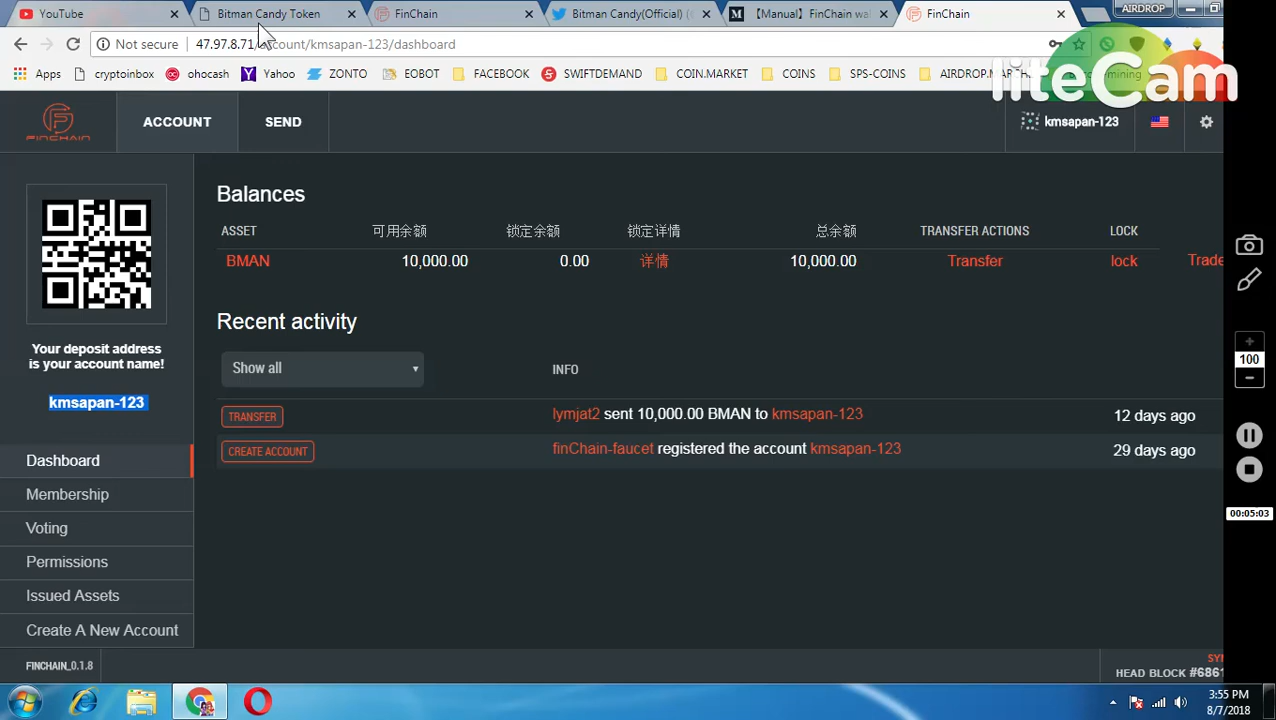 YouTube
Bitman Candy Token
FinChain
Bitman Candy(Official) (
【Manual】FinChain wa
FinChain
AIRDROP
Not secure
47.97.8.71/account/kmsapan-123/dashboard
Apps
cryptoinbox
ohocash
Yahoo
ZONTO
EOBOT
FACEBOOK
SWIFTDEMAND
COIN.MARKET
COINS
SPS-COINS
mining
liteCam
FINCHAIN
ACCOUNT
SEND
kmsapan-123
Balances
ASSET 可用余额 锁定余额 锁定详情 总余额 TRANSFER ACTIONS LOCK
BMAN 10,000.00 0.00 详情 10,000.00 Transfer lock Trade
Your deposit address
is your account name!
kmsapan-123
Recent activity
Show all
INFO
TRANSFER lymjat2 sent 10,000.00 BMAN to kmsapan-123 12 days ago
CREATE ACCOUNT finChain-faucet registered the account kmsapan-123 29 days ago
Dashboard
Membership
Voting
Permissions
Issued Assets
Create A New Account
FINCHAIN_0.1.8
SY
HEAD BLOCK #6861
100
00:05:03
3:55 PM
8/7/2018